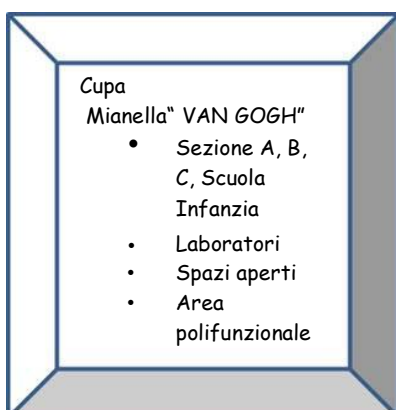 Cupa
Mianella“ VAN GOGH”
• Sezione A, B,
C, Scuola
Infanzia
• Laboratori
• Spazi aperti
• Area
polifunzionale